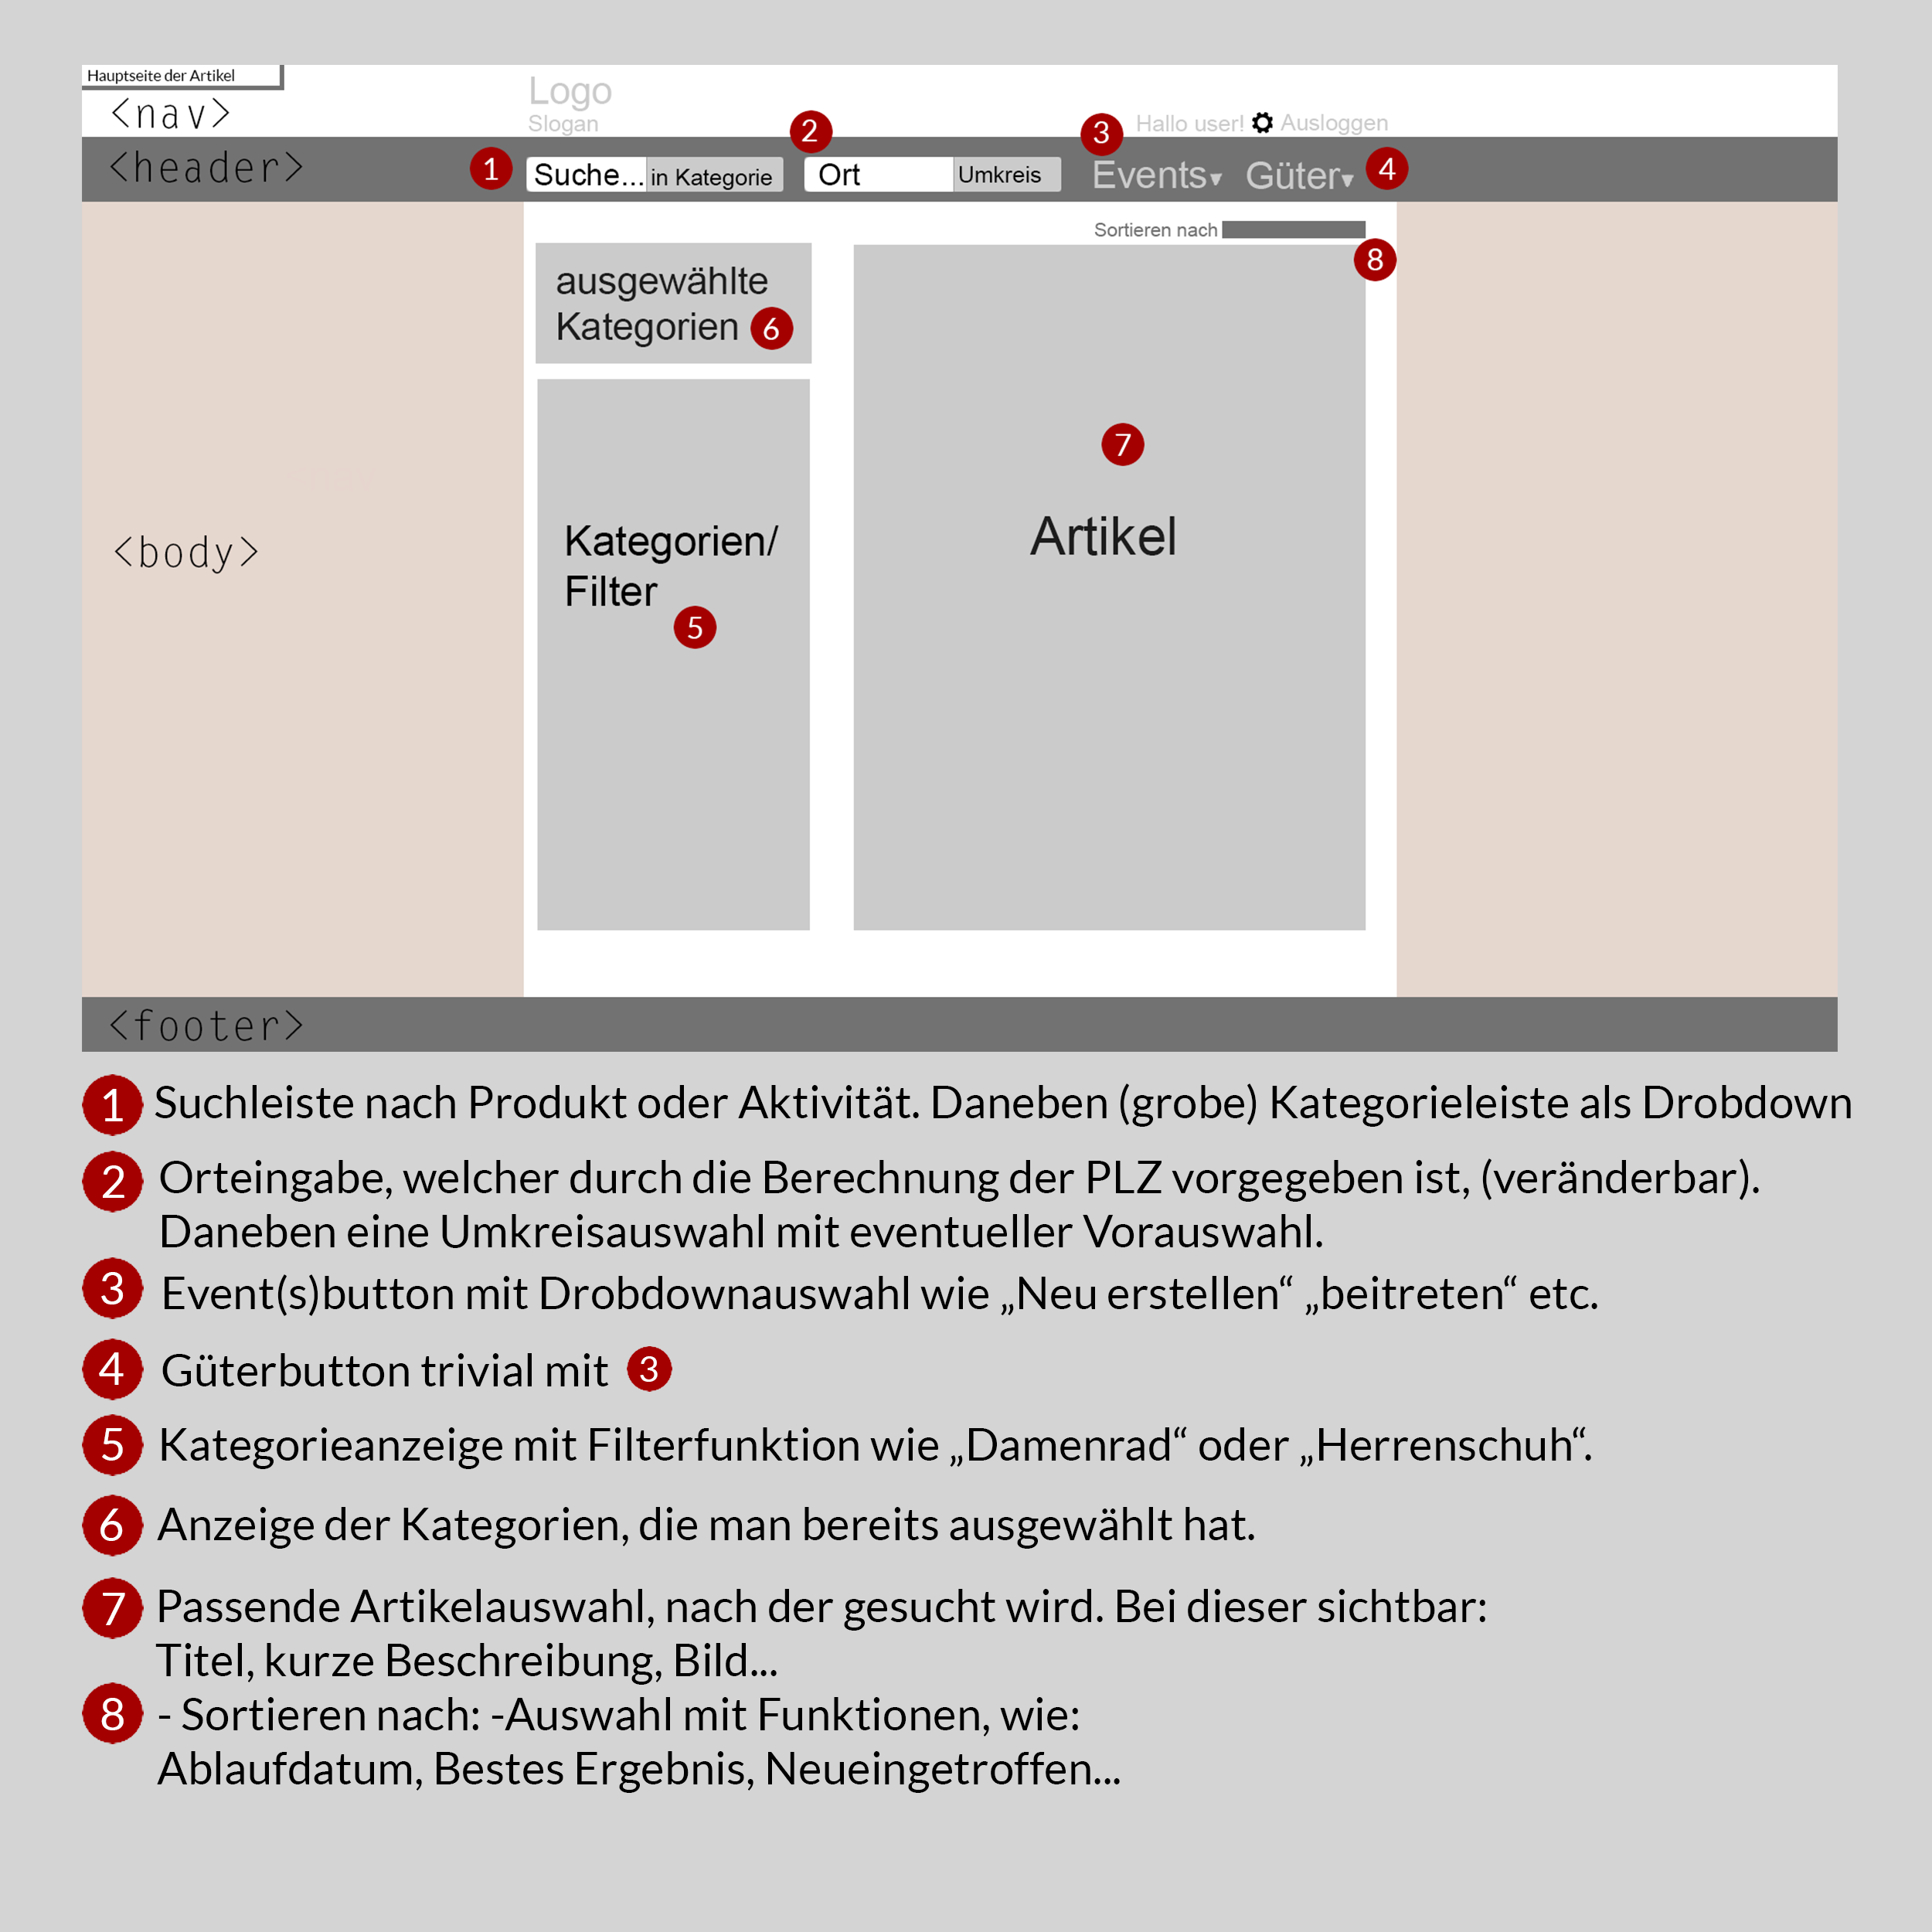 Hauptseite der Artikel
<nav>
Logo
Slogan
2
3
Hallo user! Ausloggen
<header>
1
Suche... in Kategorie
Ort Umkreis
Events▾ Güter▾
4
Sortieren nach
8
ausgewählte
Kategorien 6
7
Artikel
Kategorien/
Filter
5
<body>
<footer>
1 Suchleiste nach Produkt oder Aktivität. Daneben (grobe) Kategorieleiste als Drobdown
2 Orteingabe, welcher durch die Berechnung der PLZ vorgegeben ist, (veränderbar).
Daneben eine Umkreisauswahl mit eventueller Vorauswahl.
3 Event(s)button mit Drobdownauswahl wie „Neu erstellen“ „beitreten“ etc.
4 Güterbutton trivial mit 3
5 Kategorieanzeige mit Filterfunktion wie „Damenrad“ oder „Herrenschuh“.
6 Anzeige der Kategorien, die man bereits ausgewählt hat.
7 Passende Artikelauswahl, nach der gesucht wird. Bei dieser sichtbar:
Titel, kurze Beschreibung, Bild...
8 - Sortieren nach: -Auswahl mit Funktionen, wie:
Ablaufdatum, Bestes Ergebnis, Neueingetroffen...